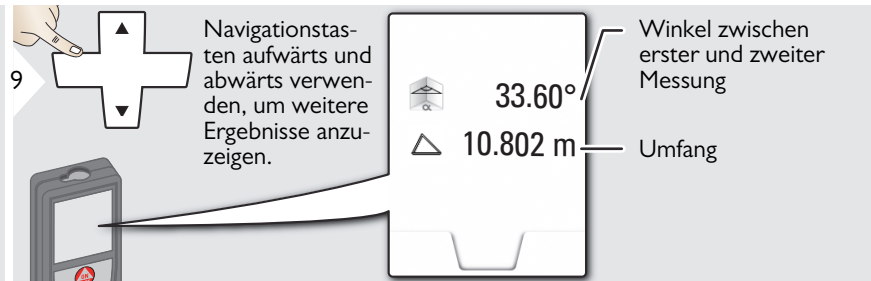 9
Navigationstas-
ten aufwärts und
abwärts verwen-
den, um weitere
Ergebnisse anzu-
zeigen.
α
33.60°
10.802 m
Winkel zwischen
erster und zweiter
Messung
Umfang
ON